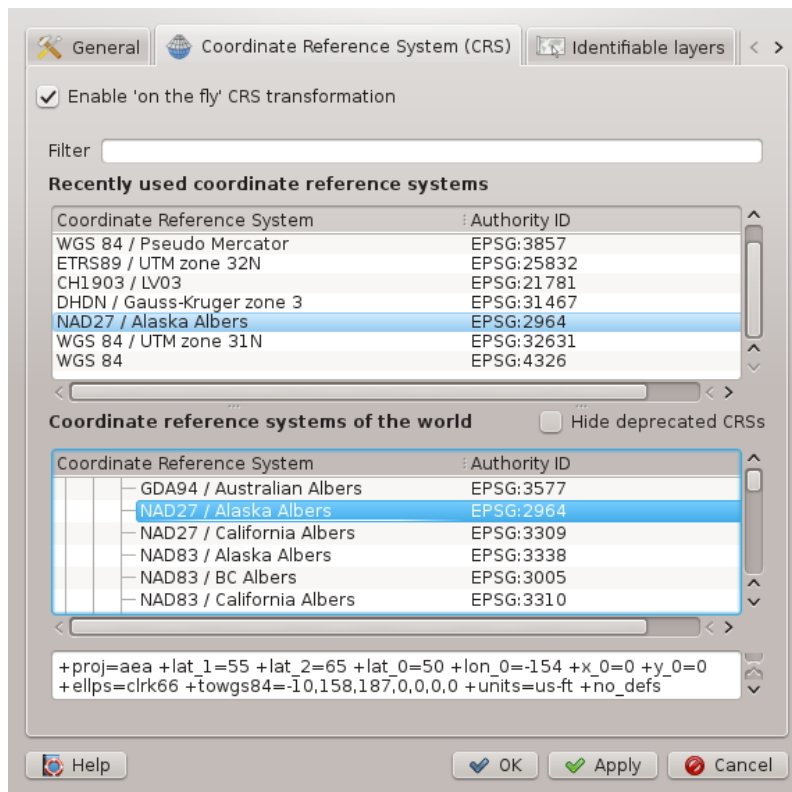 General
Coordinate Reference System (CRS)
Identifiable layers
Enable 'on the fly' CRS transformation
Filter
Recently used coordinate reference systems
Coordinate Reference System Authority ID
WGS 84 / Pseudo Mercator EPSG:3857
ETRS89 / UTM zone 32N EPSG:25832
CH1903 / LV03 EPSG:21781
DHDN / Gauss-Kruger zone 3 EPSG:31467
NAD27 / Alaska Albers EPSG:2964
WGS 84 / UTM zone 31N EPSG:32631
WGS 84 EPSG:4326
Coordinate reference systems of the world
Hide deprecated CRSs
Coordinate Reference System Authority ID
GDA94 / Australian Albers EPSG:3577
NAD27 / Alaska Albers EPSG:2964
NAD27 / California Albers EPSG:3309
NAD83 / Alaska Albers EPSG:3338
NAD83 / BC Albers EPSG:3005
NAD83 / California Albers EPSG:3310
+proj=aea +lat_1=55 +lat_2=65 +lat_0=50 +lon_0=-154 +x_0=0 +y_0=0
+ellps=clrk66 +towgs84=-10,158,187,0,0,0,0 +units=us-ft +no_defs
Help
OK
Apply
Cancel